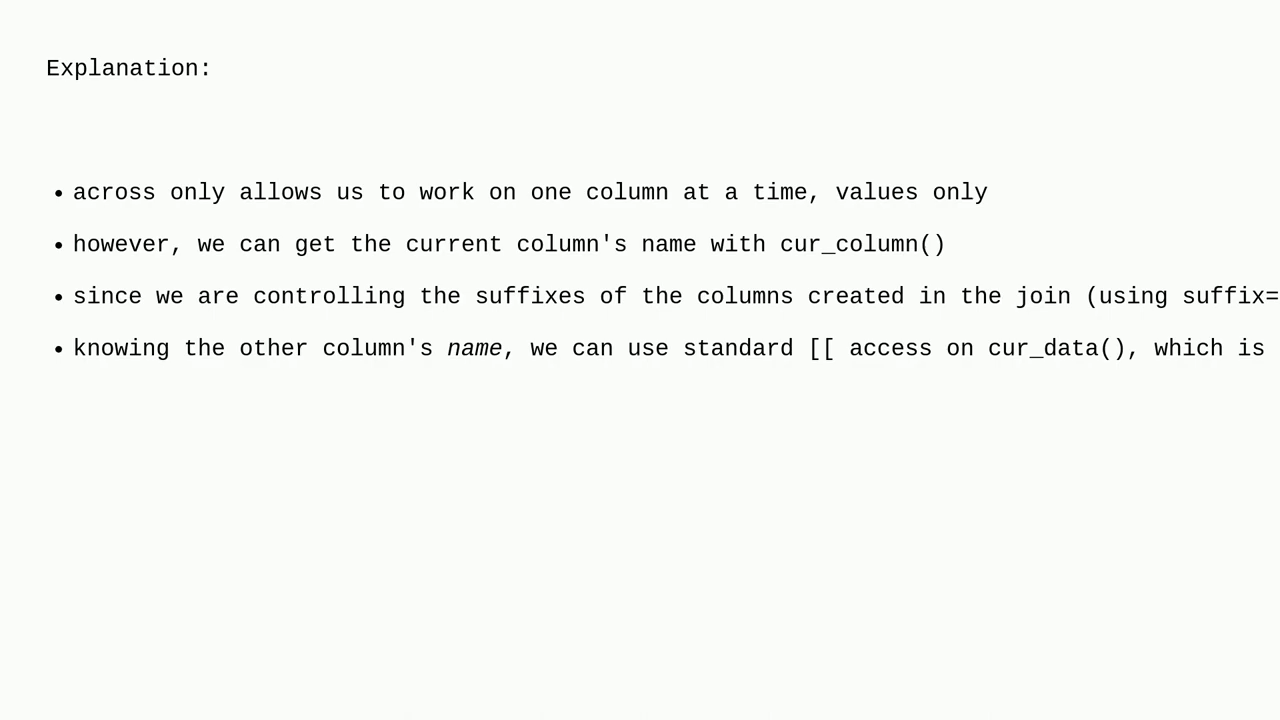 Explanation:
• across only allows us to work on one column at a time, values only
• however, we can get the current column's name with cur_column()
• since we are controlling the suffixes of the columns created in the join (using suffix=
• knowing the other column's name, we can use standard [[ access on cur_data(), which is